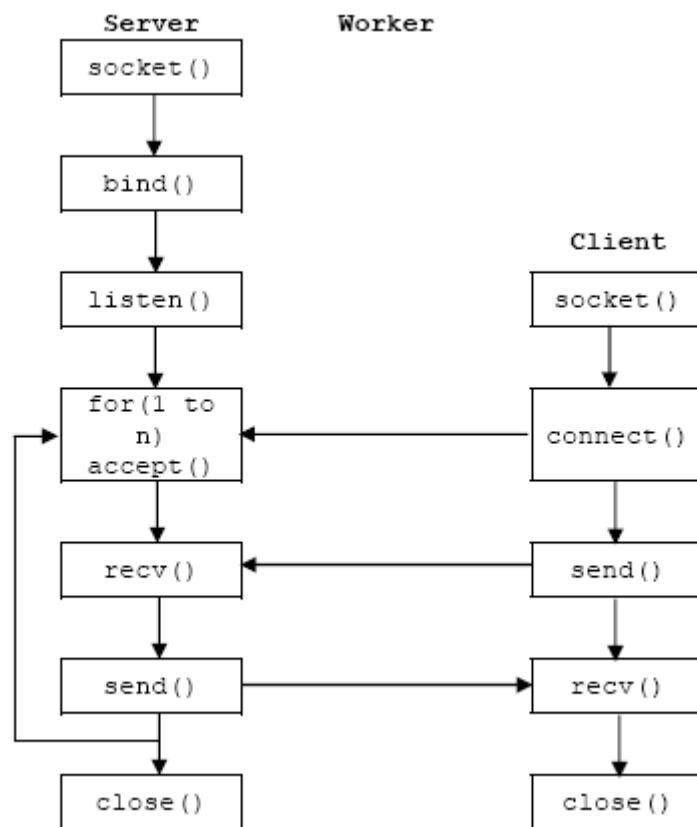 Server Worker
socket()
bind()
Client
listen()
socket()
for(1 to
n)
accept()
connect()
recv()
send()
send()
recv()
close()
close()